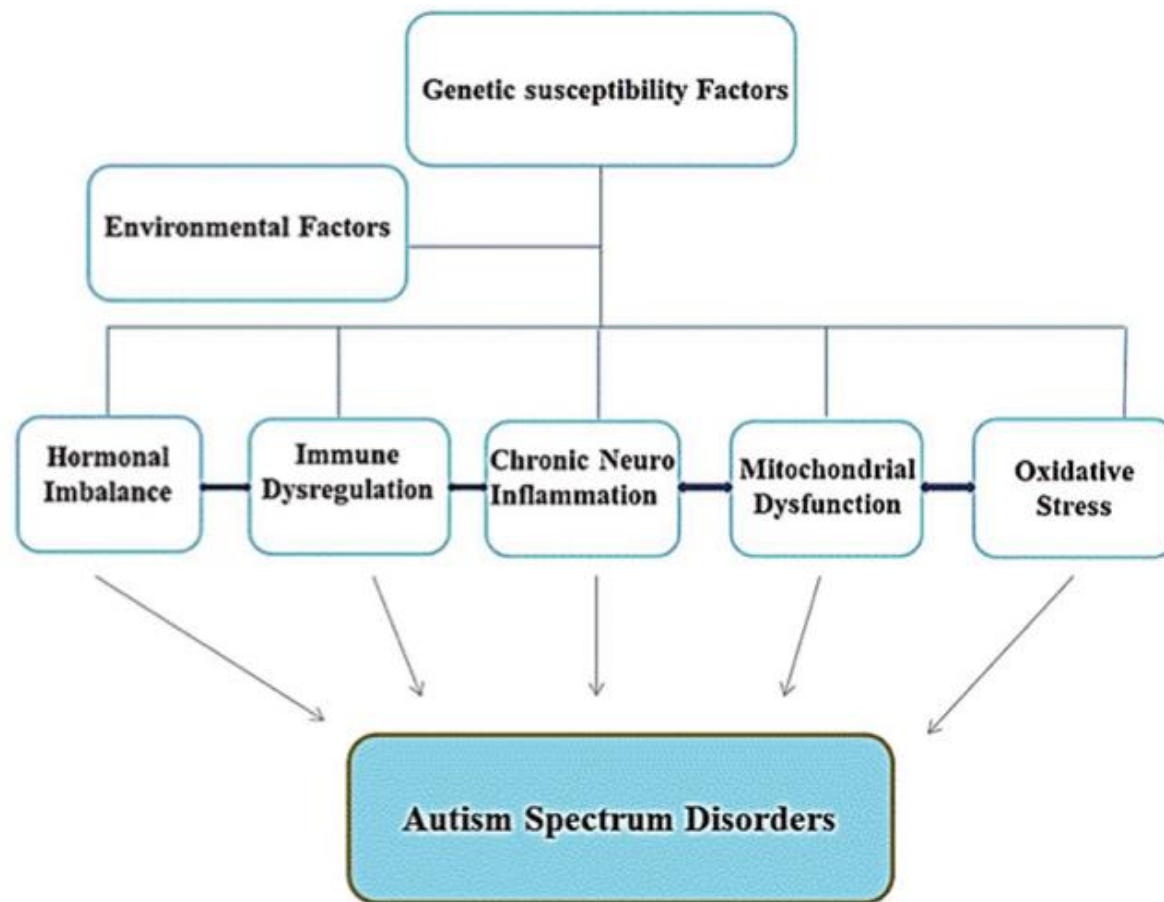 Genetic susceptibility Factors
Environmental Factors
Hormonal
Imbalance
Immune
Dysregulation
Chronic Neuro
Inflammation
Mitochondrial
Dysfunction
Oxidative
Stress
Autism Spectrum Disorders